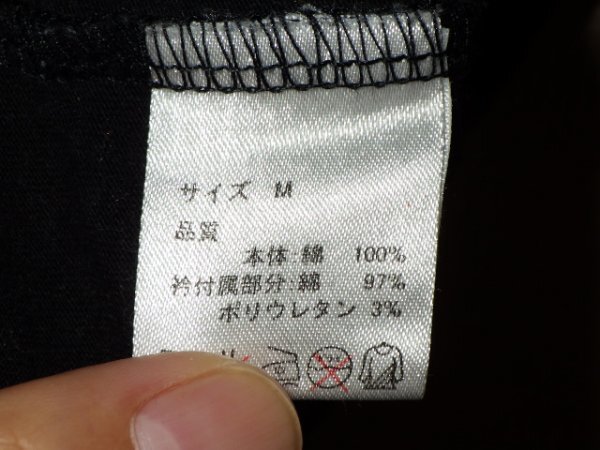 サイズ M
品質
本体:綿 100%
衿付属部分:綿 97%
ポリウレタン 3%